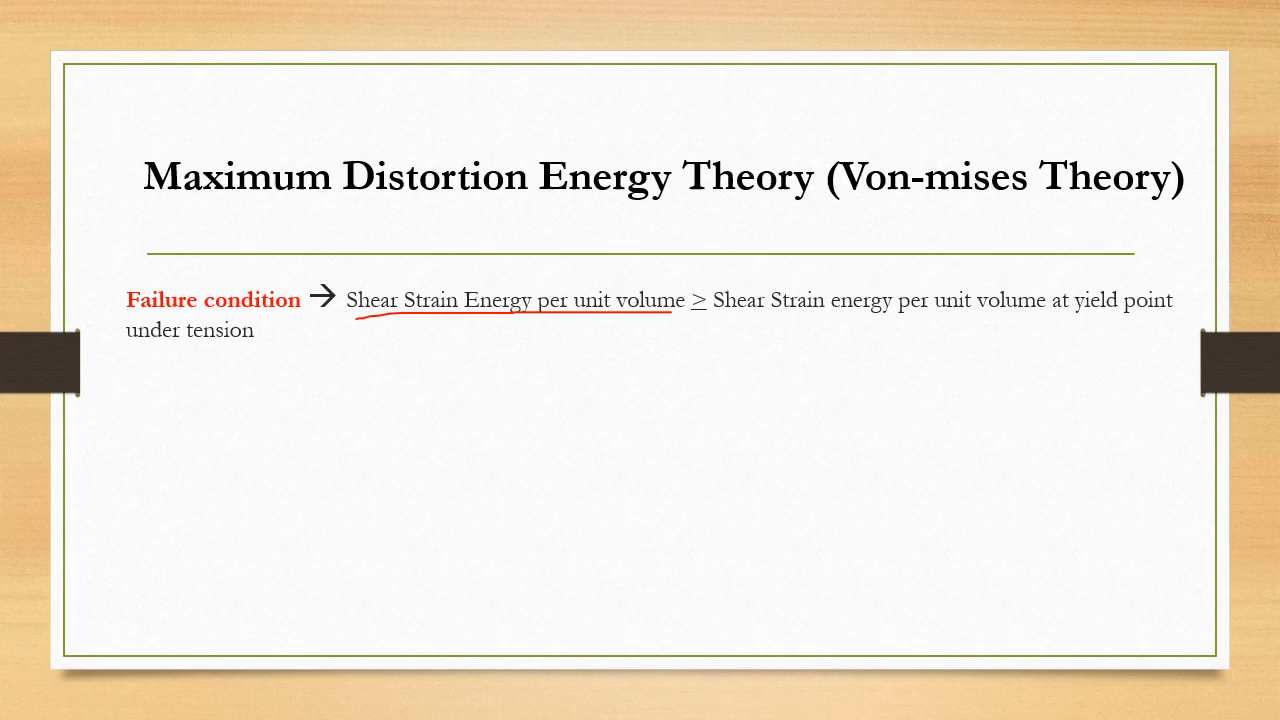 Maximum Distortion Energy Theory (Von-mises Theory)
Failure condition → Shear Strain Energy per unit volume ≥ Shear Strain energy per unit volume at yield point
under tension